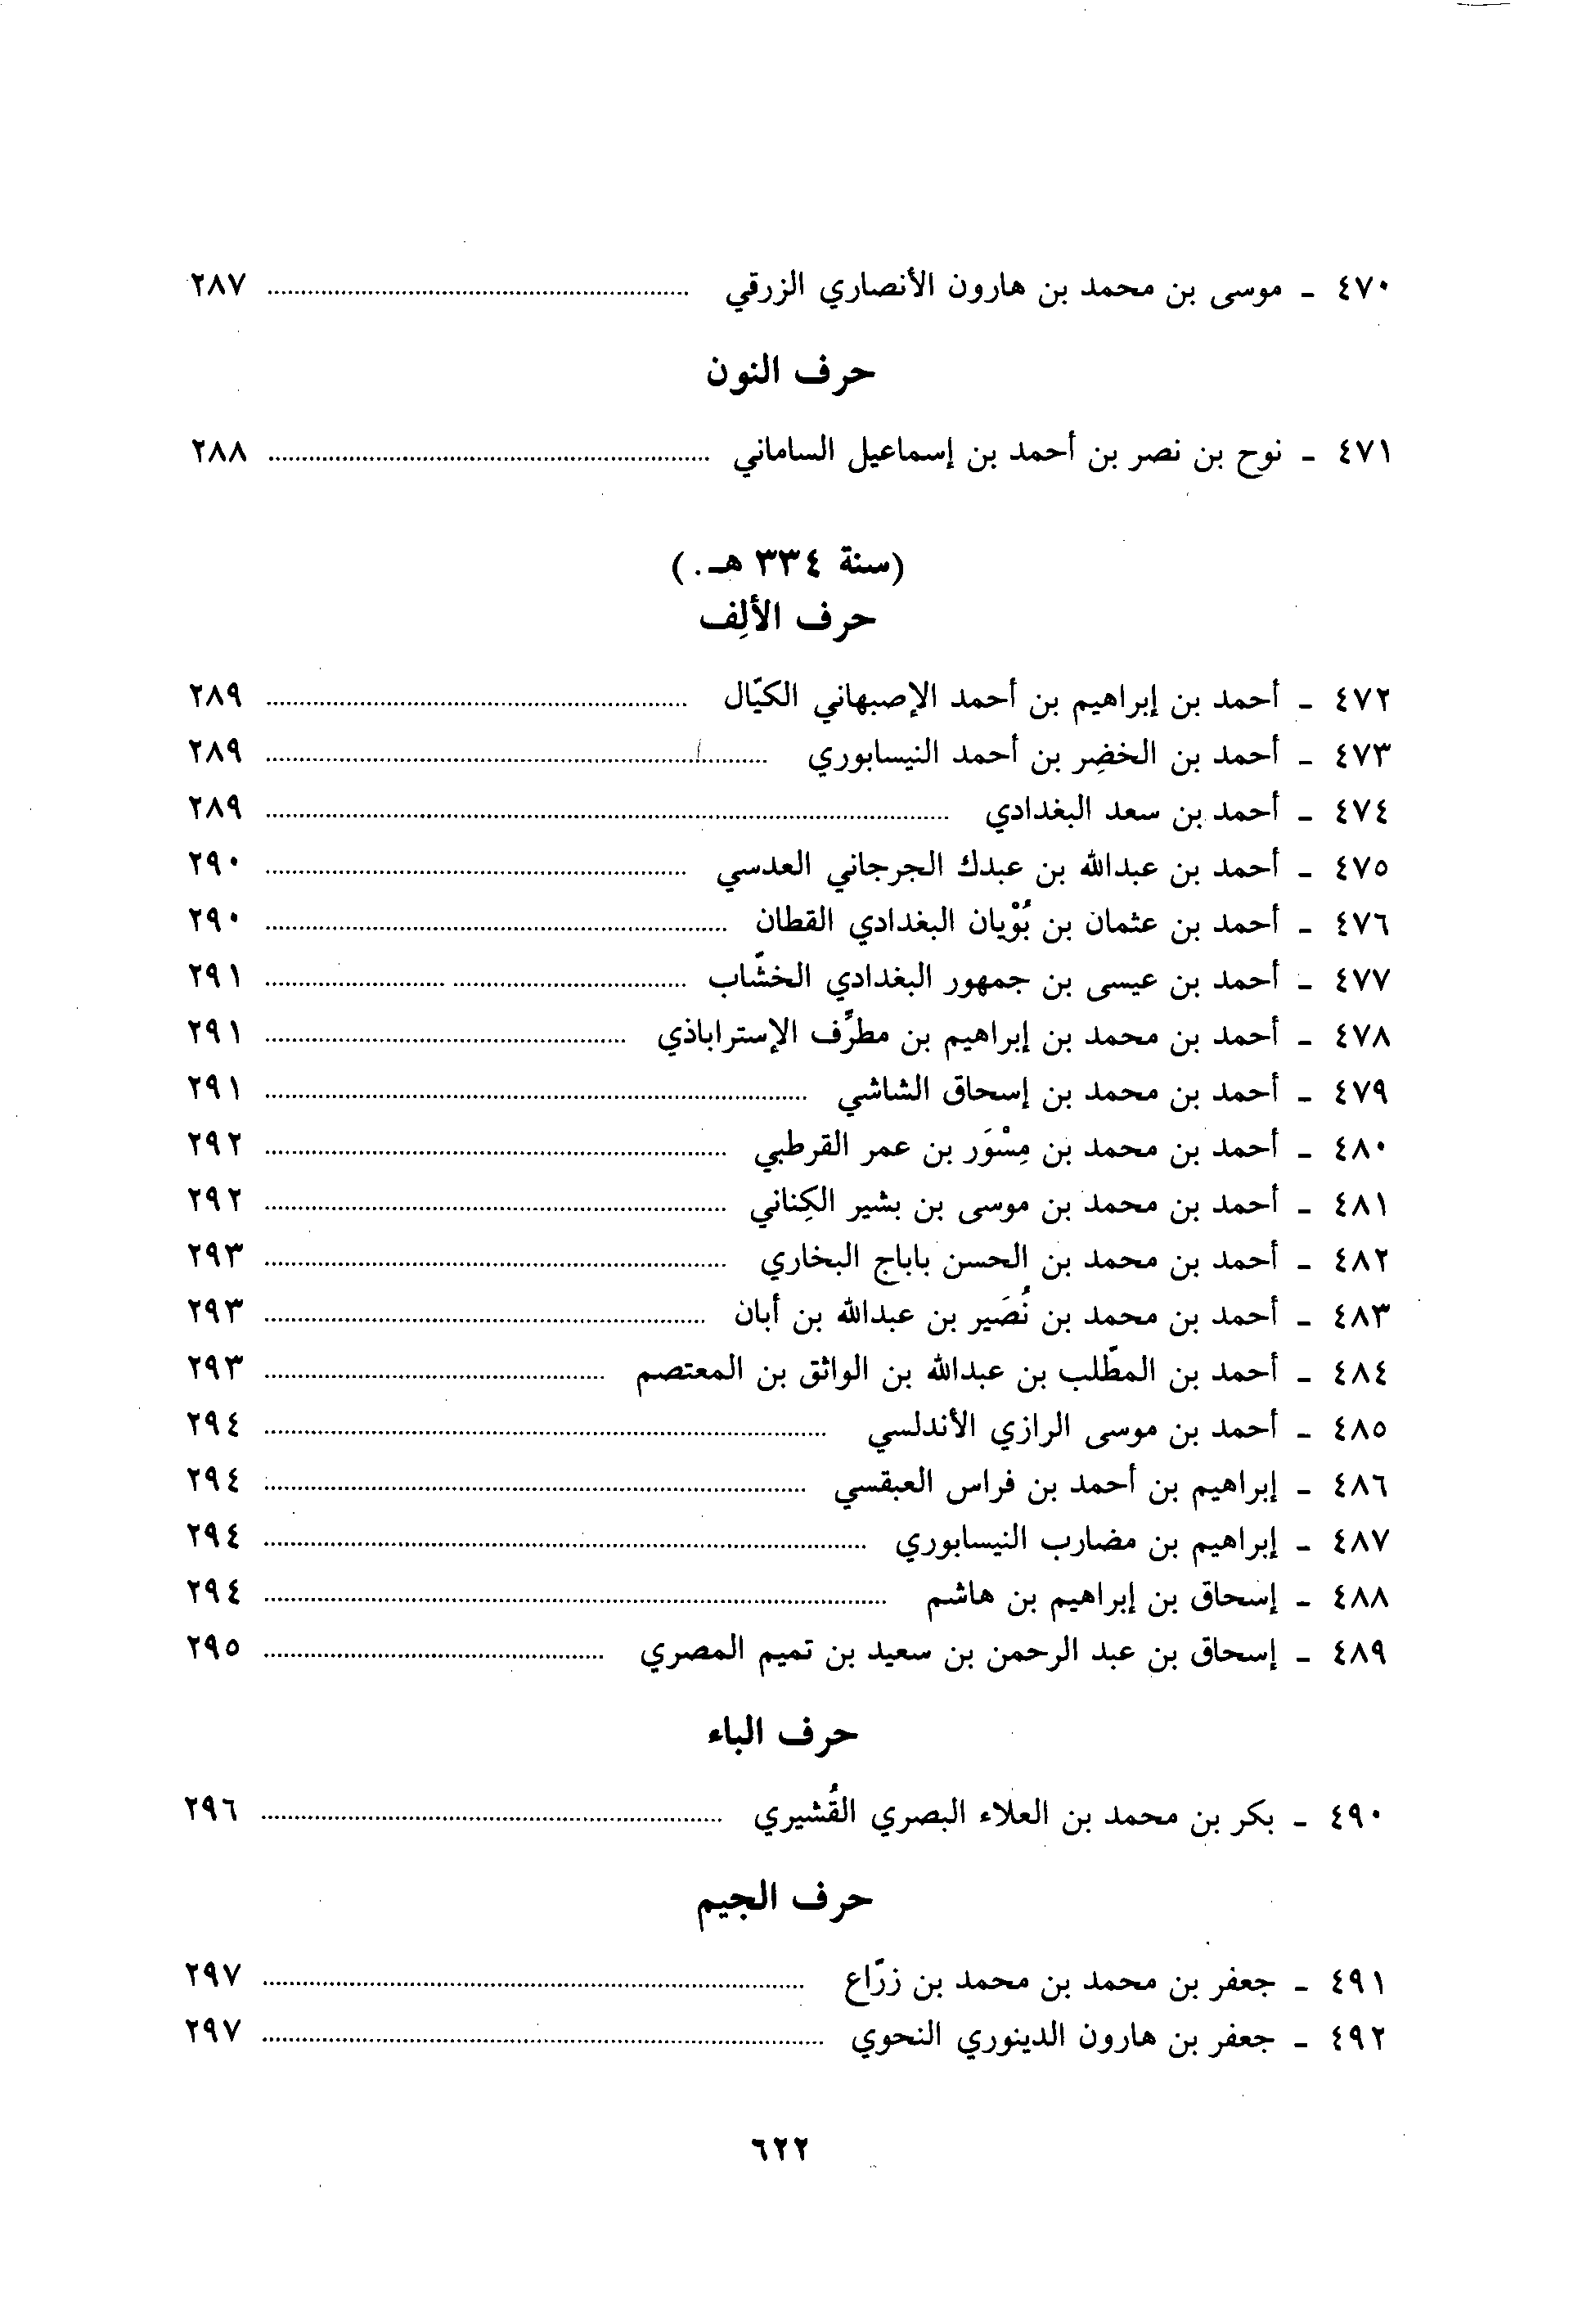 ٤٧٠ - موسى بن محمد بن هارون الأنصاري الزرقي ........ ٢٨٧
حرف النون
٤٧١ - نوح بن نصر بن أحمد بن إسماعيل الساماني ........ ٢٨٨
(سنة ٣٣٤ هـ.)
حرف الألِف
٤٧٢ - أحمد بن إبراهيم بن أحمد الإصبهاني الكيّال ........ ٢٨٩
٤٧٣ - أحمد بن الخضِر بن أحمد النيسابوري ........ ٢٨٩
٤٧٤ - أحمد بن سعد البغدادي ........ ٢٨٩
٤٧٥ - أحمد بن عبدالله بن عبدك الجرجاني العدسي ........ ٢٩٠
٤٧٦ - أحمد بن عثمان بن بُوْيان البغدادي القطان ........ ٢٩٠
٤٧٧ - أحمد بن عيسى بن جمهور البغدادي الخشّاب ........ ٢٩١
٤٧٨ - أحمد بن محمد بن إبراهيم بن مطرِّف الإستراباذي ........ ٢٩١
٤٧٩ - أحمد بن محمد بن إسحاق الشاشي ........ ٢٩١
٤٨٠ - أحمد بن محمد بن مِسْوَر بن عمر القرطبي ........ ٢٩٢
٤٨١ - أحمد بن محمد بن موسى بن بشير الكِناني ........ ٢٩٢
٤٨٢ - أحمد بن محمد بن الحسن باباج البخاري ........ ٢٩٣
٤٨٣ - أحمد بن محمد بن نُصَير بن عبدالله بن أبان ........ ٢٩٣
٤٨٤ - أحمد بن المطّلب بن عبدالله بن الواثق بن المعتصم ........ ٢٩٣
٤٨٥ - أحمد بن موسى الرازي الأندلسي ........ ٢٩٤
٤٨٦ - إبراهيم بن أحمد بن فراس العبقسي ........ ٢٩٤
٤٨٧ - إبراهيم بن مضارب النيسابوري ........ ٢٩٤
٤٨٨ - إسحاق بن إبراهيم بن هاشم ........ ٢٩٤
٤٨٩ - إسحاق بن عبد الرحمن بن سعيد بن تميم المصري ........ ٢٩٥
حرف الباء
٤٩٠ - بكر بن محمد بن العلاء البصري القُشيري ........ ٢٩٦
حرف الجيم
٤٩١ - جعفر بن محمد بن محمد بن زرّاع ........ ٢٩٧
٤٩٢ - جعفر بن هارون الدينوري النحوي ........ ٢٩٧
٦٢٢